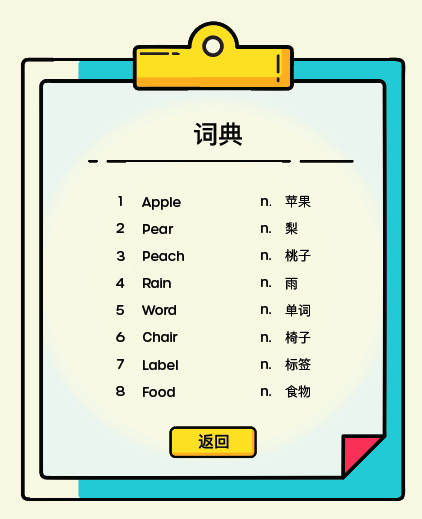 词典
1 Apple n. 苹果
2 Pear n. 梨
3 Peach n. 桃子
4 Rain n. 雨
5 Word n. 单词
6 Chair n. 椅子
7 Label n. 标签
8 Food n. 食物
返回